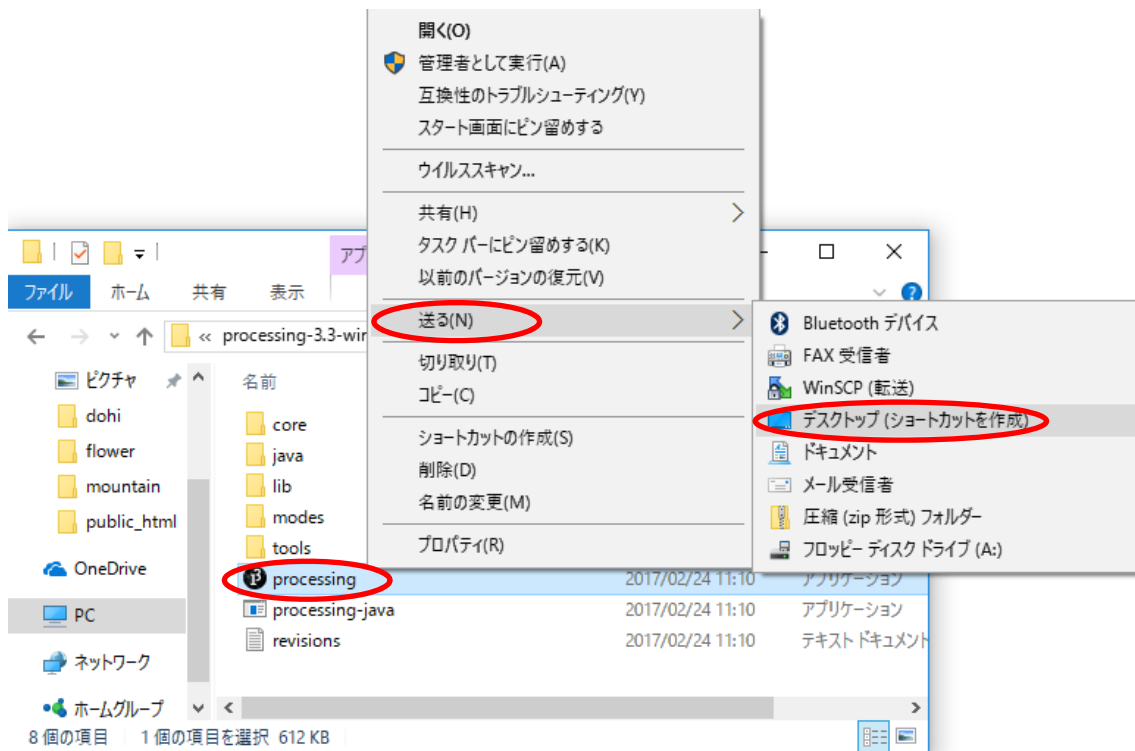 開く(O)
管理者として実行(A)
互換性のトラブルシューティング(Y)
スタート画面にピン留めする
ウイルススキャン...
共有(H)
タスク バーにピン留めする(K)
以前のバージョンの復元(V)
送る(N)
切り取り(T)
コピー(C)
ショートカットの作成(S)
削除(D)
名前の変更(M)
プロパティ(R)
Bluetooth デバイス
FAX 受信者
WinSCP (転送)
デスクトップ (ショートカットを作成)
ドキュメント
メール受信者
圧縮 (zip 形式) フォルダー
フロッピー ディスク ドライブ (A:)
アプ
ファイル ホーム 共有 表示
« processing-3.3-wir
ピクチャ
dohi
flower
mountain
public_html
OneDrive
PC
ネットワーク
ホームグループ
名前
core
java
lib
modes
tools
processing 2017/02/24 11:10 アプリケーション
processing-java 2017/02/24 11:10 アプリケーション
revisions 2017/02/24 11:10 テキスト ドキュメント
8 個の項目 1 個の項目を選択 612 KB